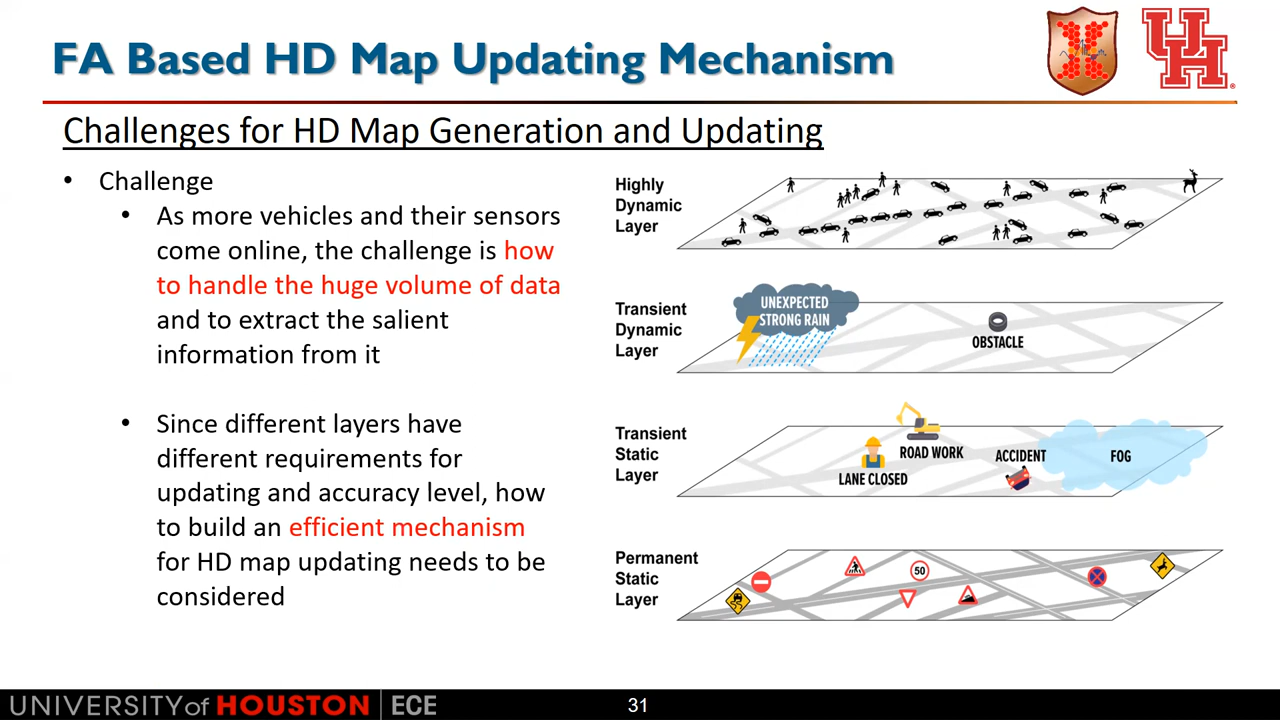 FA Based HD Map Updating Mechanism
UH
Challenges for HD Map Generation and Updating
• Challenge
• As more vehicles and their sensors
come online, the challenge is how
to handle the huge volume of data
and to extract the salient
information from it
• Since different layers have
different requirements for
updating and accuracy level, how
to build an efficient mechanism
for HD map updating needs to be
considered
Highly
Dynamic
Layer
Transient
Dynamic
Layer
UNEXPECTED
STRONG RAIN
OBSTACLE
Transient
Static
Layer
ROAD WORK
LANE CLOSED
ACCIDENT
FOG
Permanent
Static
Layer
50
UNIVERSITY of HOUSTON | ECE
31